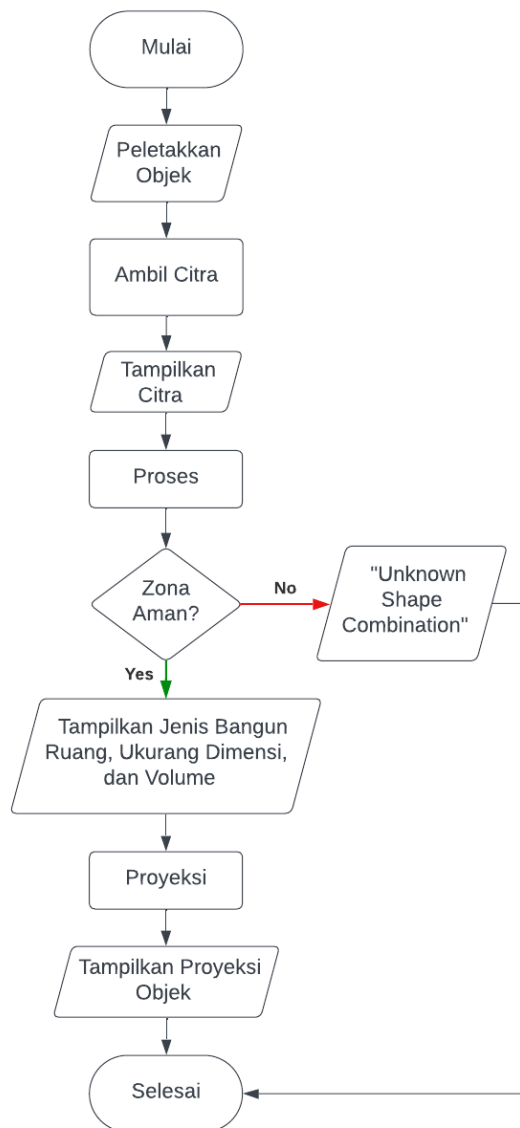 Mulai
Peletakkan
Objek
Ambil Citra
Tampilkan
Citra
Proses
Zona
Aman?
No
"Unknown
Shape
Combination"
Yes
Tampilkan Jenis Bangun
Ruang, Ukurang Dimensi,
dan Volume
Proyeksi
Tampilkan Proyeksi
Objek
Selesai